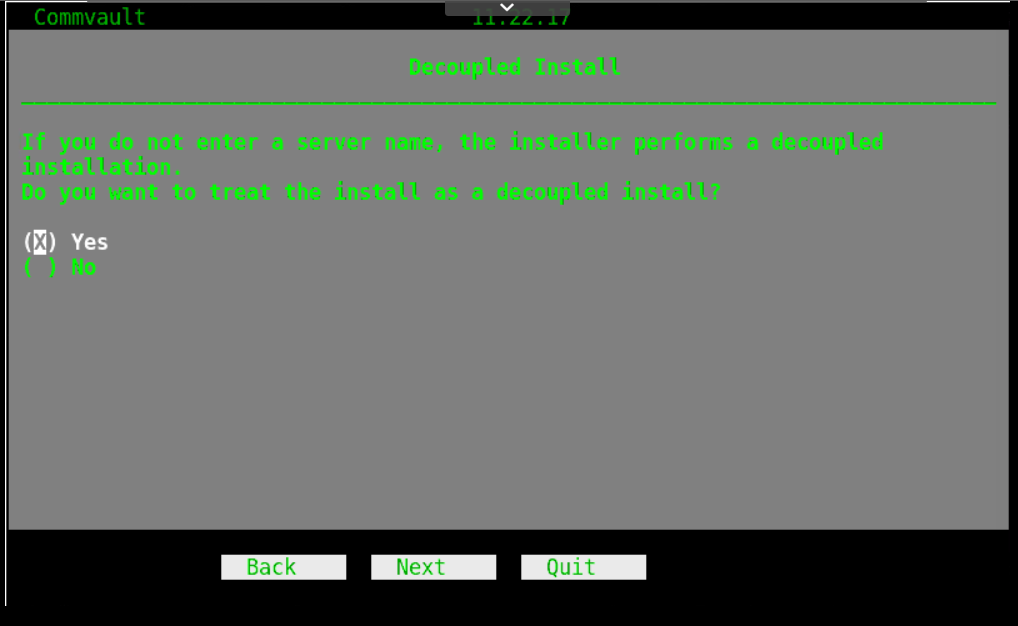 Commvault 11.22.17
Decoupled Install
If you do not enter a server name, the installer performs a decoupled
installation.
Do you want to treat the install as a decoupled install?
(X) Yes
( ) No
Back Next Quit